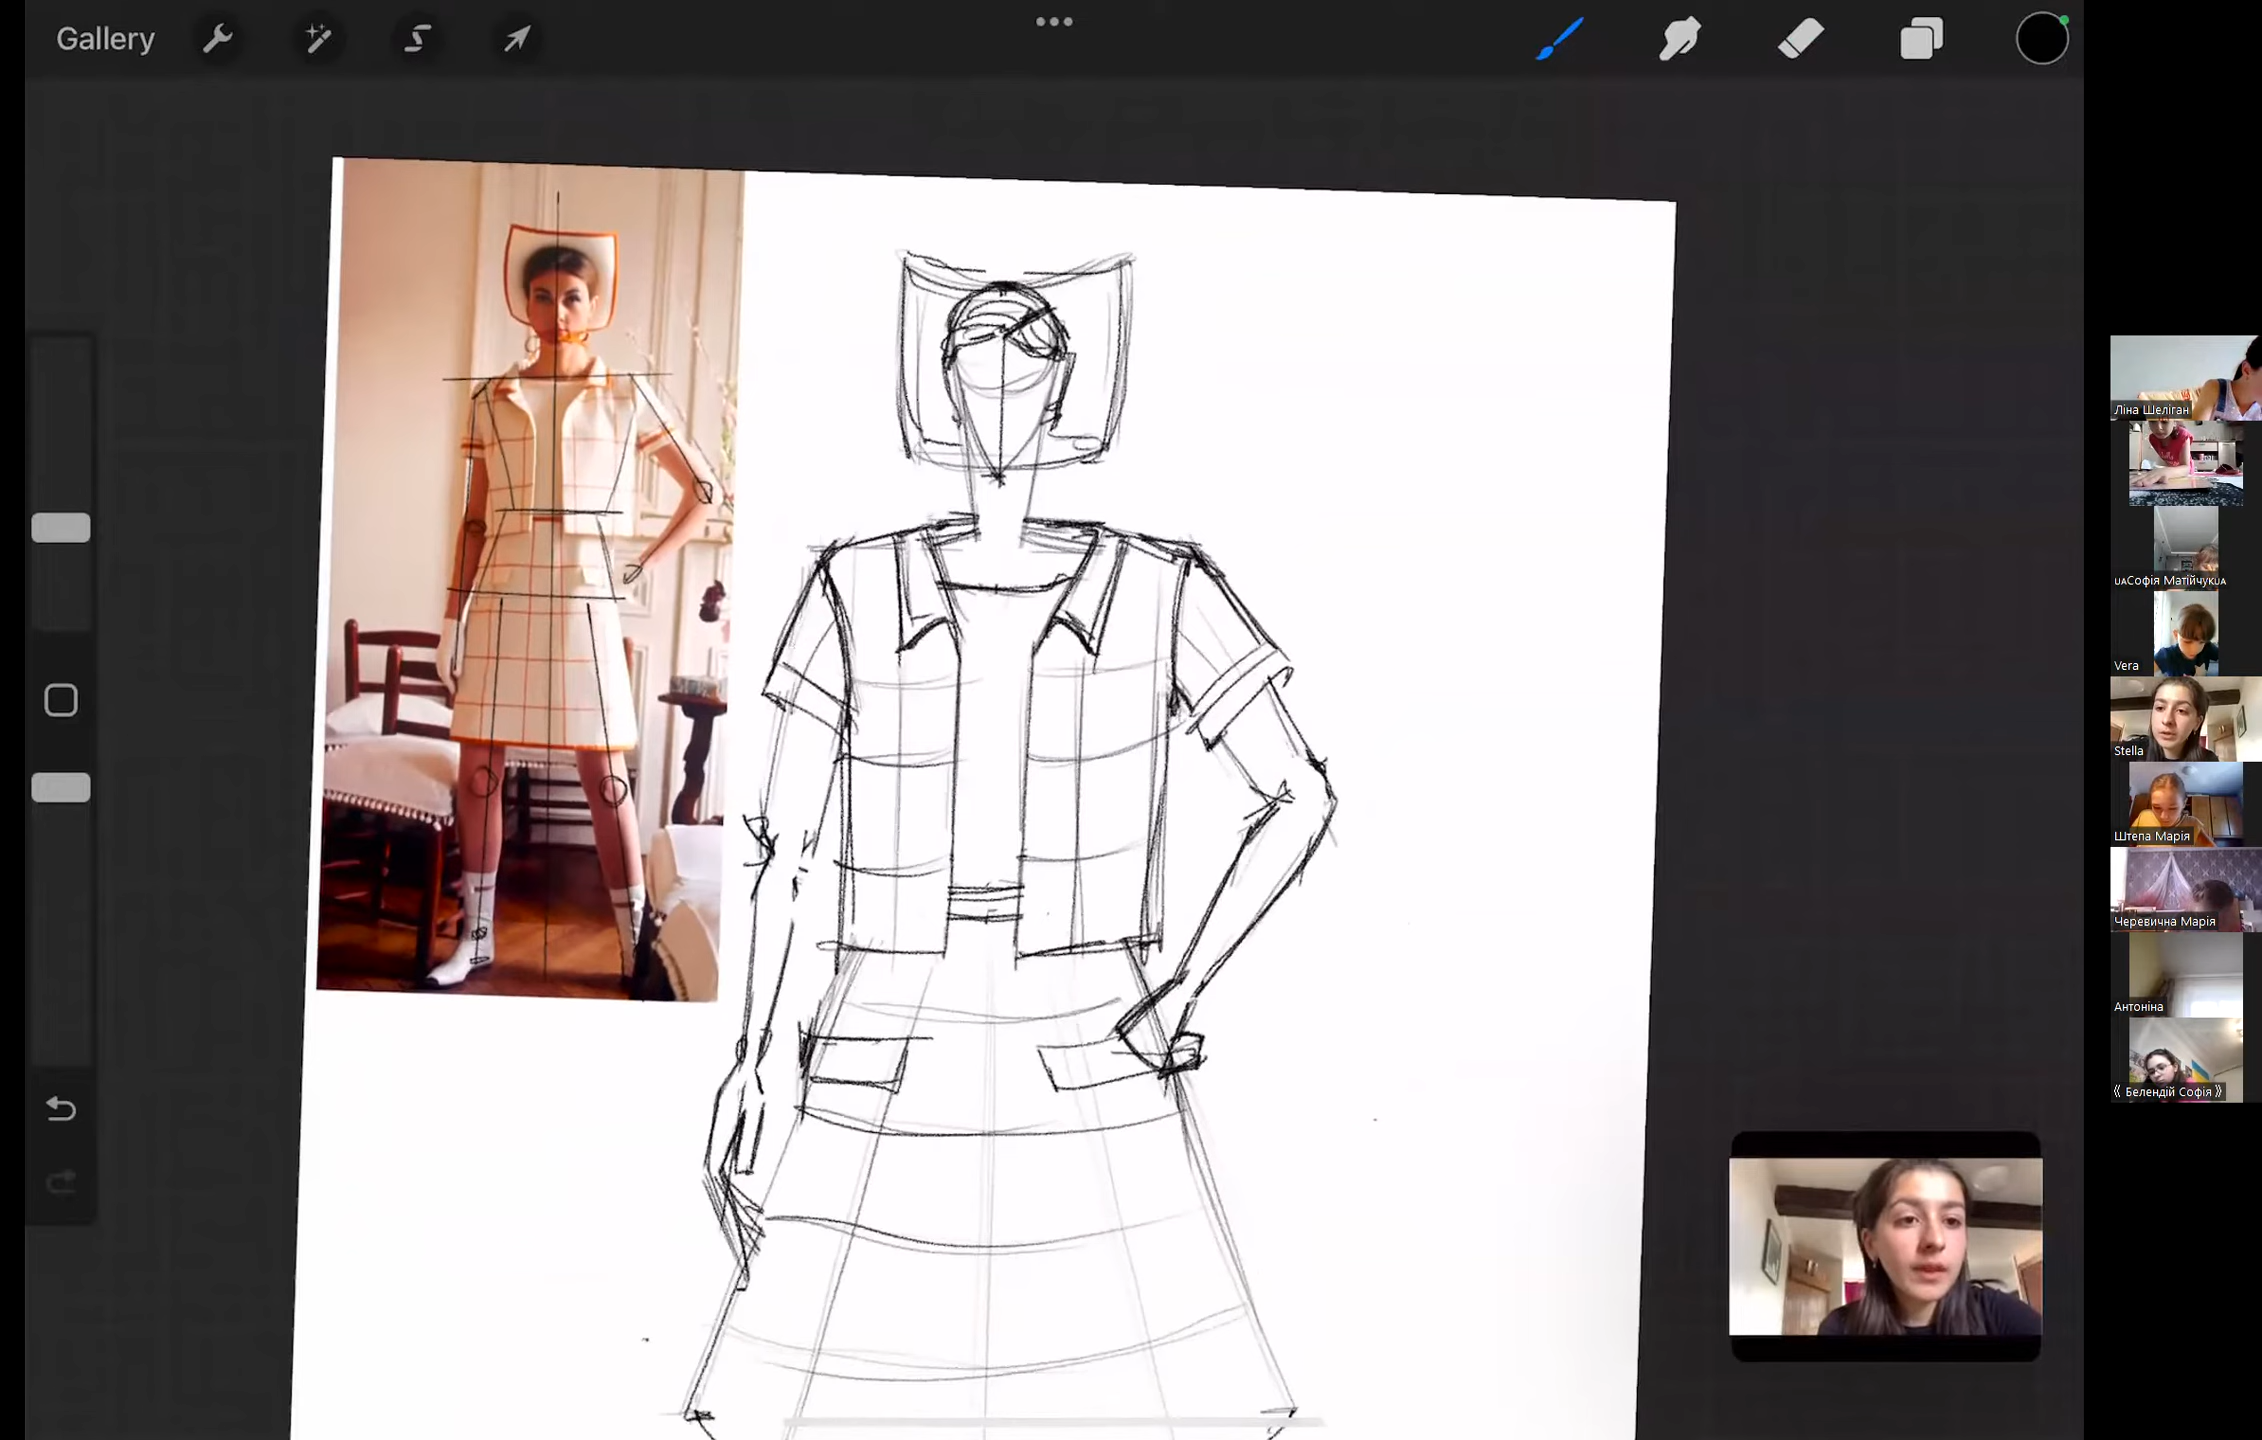 Gallery
Ліна Шеліган
UAСофія МатійчукUA
Vera
Stella
Штепа Марія
Черевична Марія
Антоніна
《 Белендій Софія 》